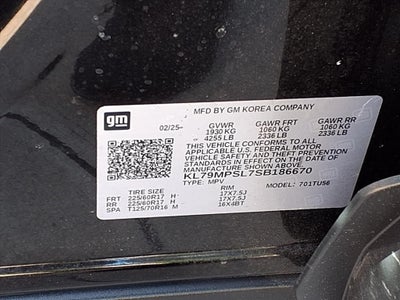 gm
MFD BY GM KOREA COMPANY
02/25 GVWR GAWR FRT GAWR RR
1930 KG 1060 KG 1060 KG
4255 LB 2336 LB 2336 LB
THIS VEHICLE CONFORMS TO ALL
APPLICABLE U.S. FEDERAL MOTOR
VEHICLE SAFETY AND THEFT PREVENTION
STANDARDS IN EFFECT ON THE DATE OF
MANUFACTURE SHOWN ABOVE.
KL79MPSL7SB186670
TYPE: MPV MODEL: 701TU56
TIRE SIZE RIM
FRT 225/60R17 H 17X7.5J
RR 225/60R17 H 17X7.5J
SPA T125/70R16 M 16X4BT